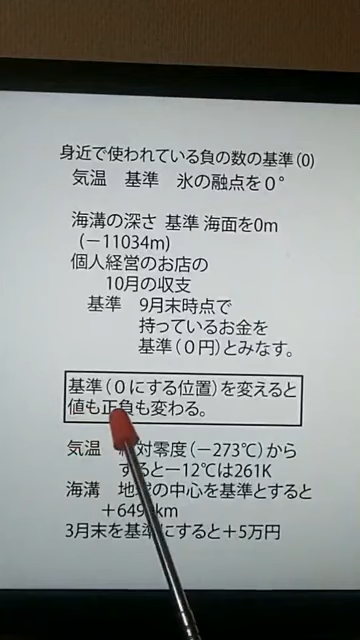 身近で使われている負の数の基準(0)
気温 基準 氷の融点を0°
海溝の深さ 基準 海面を0m
(−11034m)
個人経営のお店の
10月の収支
基準 9月末時点で
持っているお金を
基準(0円)とみなす。
基準(0にする位置)を変えると
値も正負も変わる。
気温 対零度(−273℃)から
すると−12℃は261K
海溝 地球の中心を基準とすると
+649 km
3月末を基準にすると+5万円